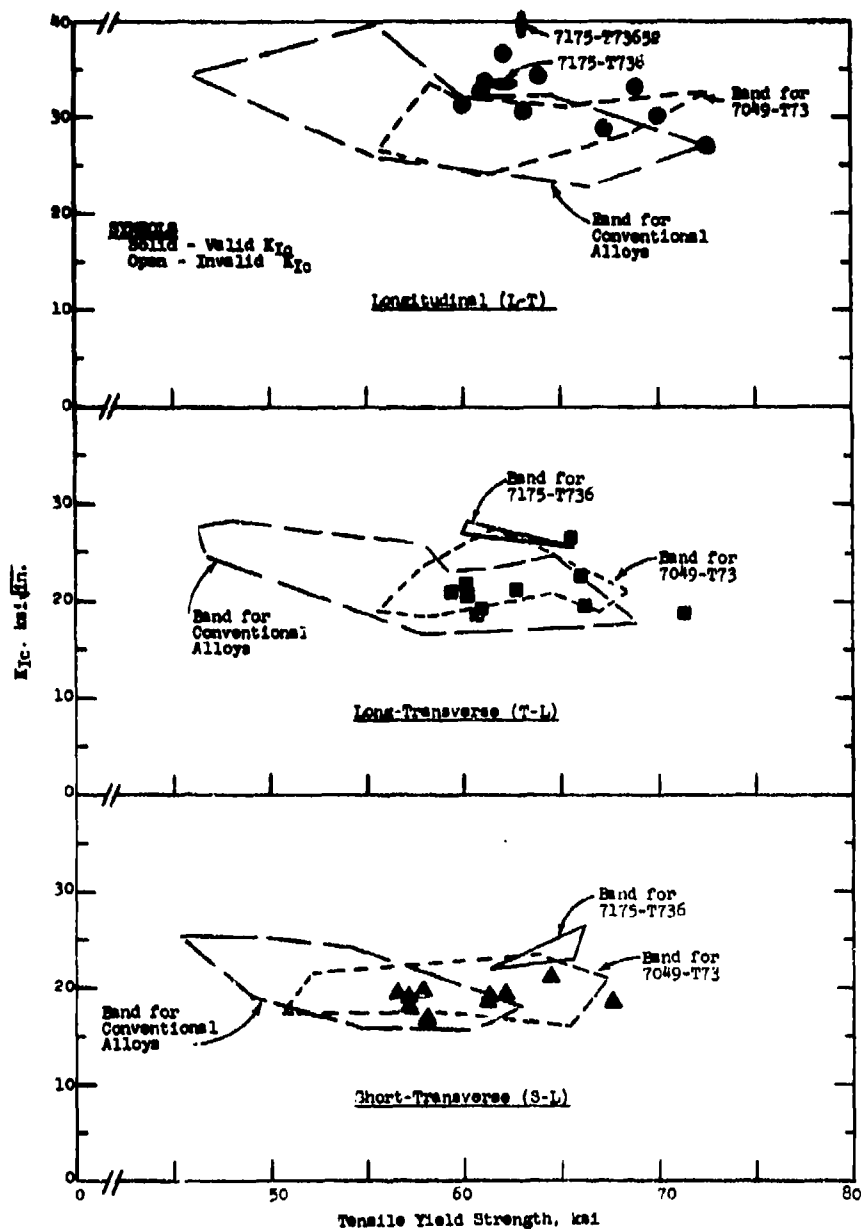 40
30
20
10
0
7175-T73652
7175-T736
Band for
7049-T73
Band for
Conventional
Alloys
SYMBOLS
Solid - Valid KIc
Open - Invalid KIc
Longitudinal (L-T)
30
20
10
0
Band for
7175-T736
Band for
7049-T73
Band for
Conventional
Alloys
Long-Transverse (T-L)
KIc. ksi√in.
30
20
10
0
Band for
7175-T736
Band for
7049-T73
Band for
Conventional
Alloys
Short-Transverse (S-L)
0 50 60 70 80
Tensile Yield Strength, ksi